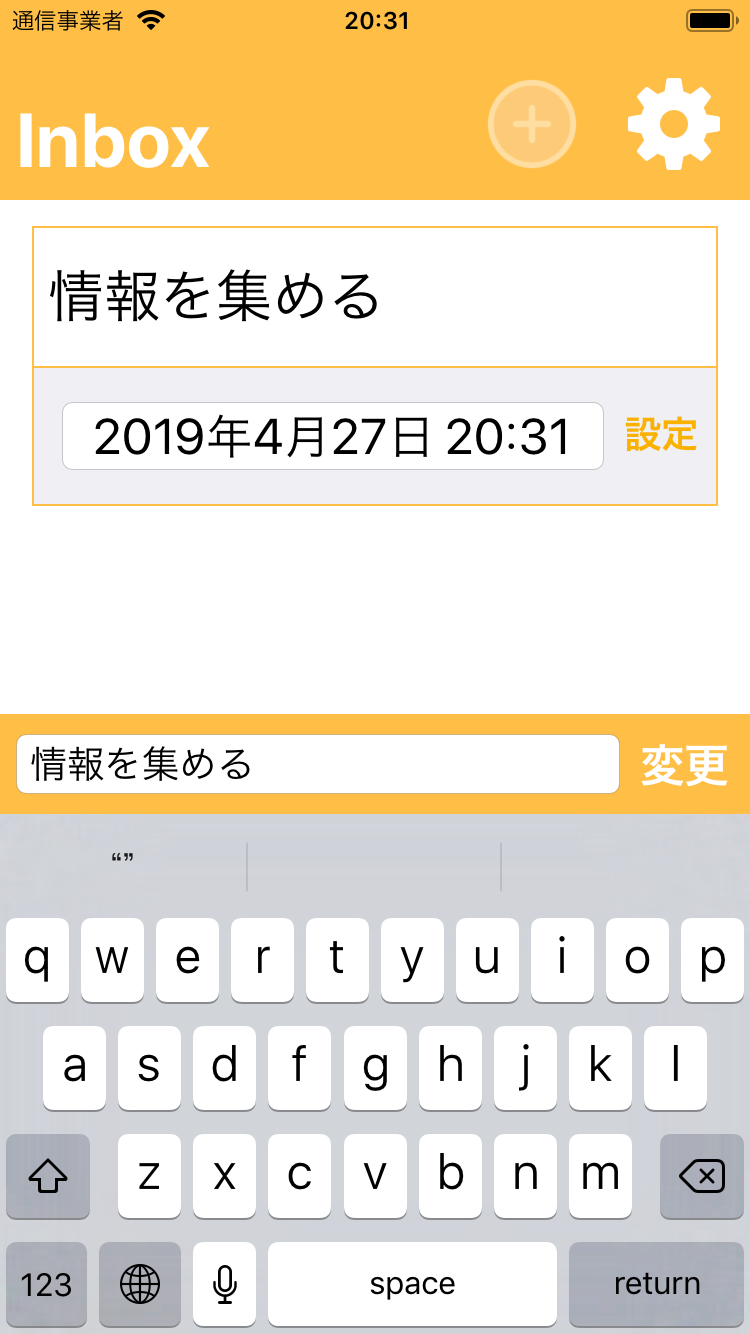 通信事業者 20:31
Inbox
情報を集める
2019年4月27日 20:31 設定
情報を集める 変更
“”
q w e r t y u i o p
a s d f g h j k l
z x c v b n m
123 space return